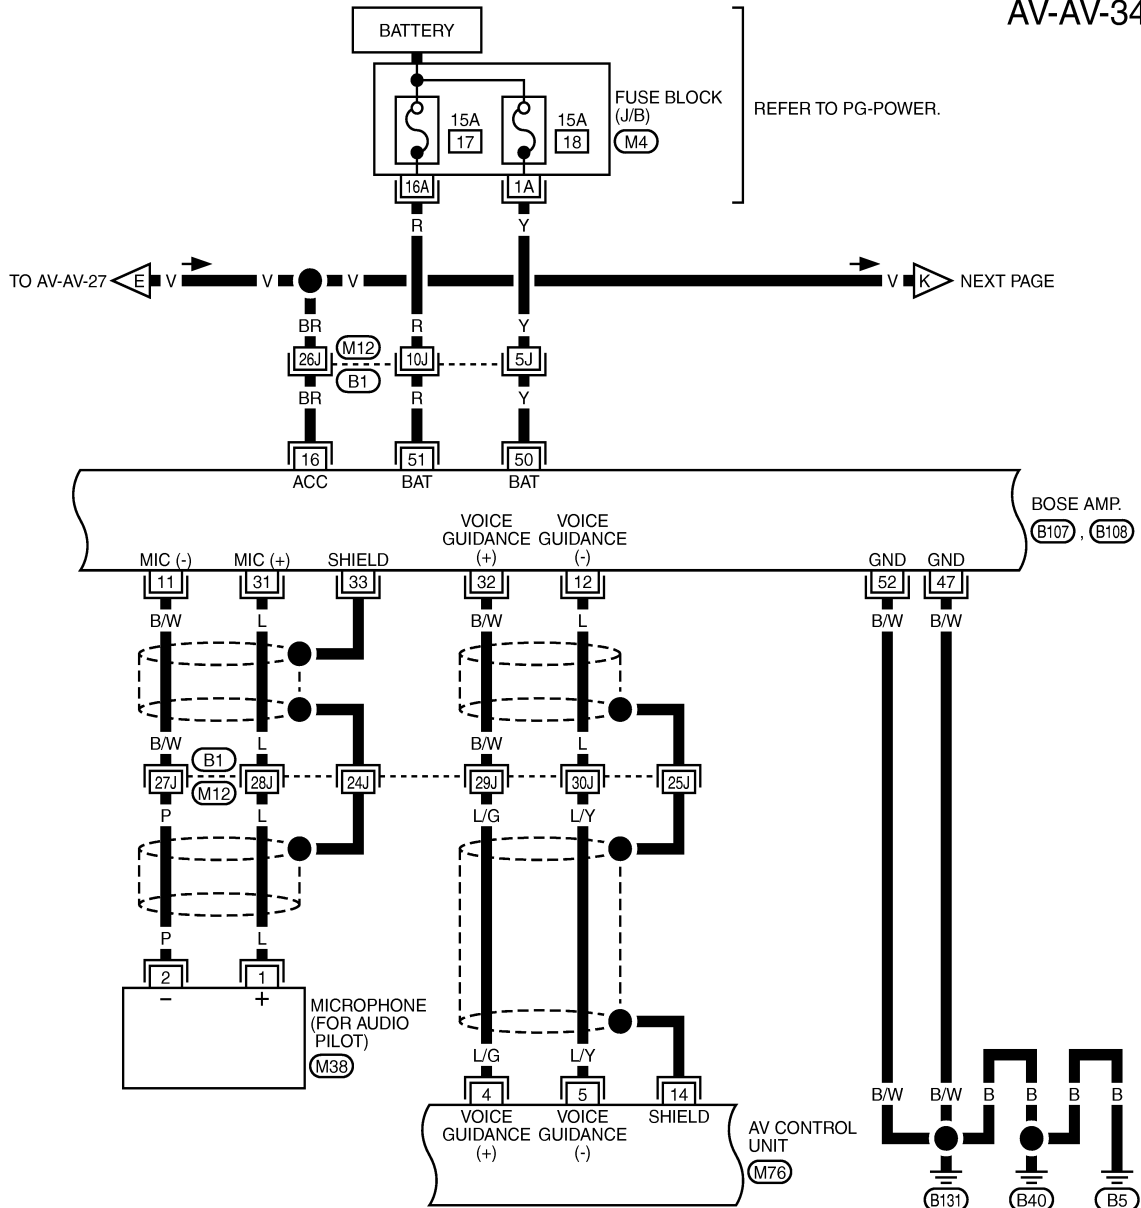 AV-AV-34
BATTERY
FUSE BLOCK
(J/B)
M4
15A
17
15A
18
REFER TO PG-POWER.
16A
1A
R
Y
TO AV-AV-27
E
V
V
V
V
K
NEXT PAGE
BR
R
Y
26J
M12
10J
5J
B1
BR
R
Y
16
51
50
ACC
BAT
BAT
BOSE AMP.
B107 , B108
VOICE
GUIDANCE
(+)
VOICE
GUIDANCE
(-)
MIC (-)
MIC (+)
SHIELD
GND
GND
11
31
33
32
12
52
47
B/W
L
B/W
L
B/W
B/W
B/W
L
B/W
L
B1
27J
28J
24J
29J
30J
25J
M12
P
L
L/G
L/Y
P
L
2
1
–
+
MICROPHONE
(FOR AUDIO
PILOT)
M38
L/G
L/Y
4
5
14
VOICE
GUIDANCE
(+)
VOICE
GUIDANCE
(-)
SHIELD
AV CONTROL
UNIT
M76
B/W
B/W
B
B
B
B
B131
B40
B5